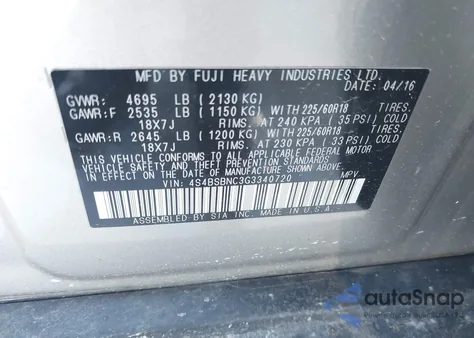 MFD BY FUJI HEAVY INDUSTRIES LTD.
DATE: 04/16
GVWR: 4695 LB (2130 KG)
GAWR:F 2535 LB (1150 KG) WITH 225/60R18 TIRES,
18X7J RIMS, AT 240 KPA (35 PSI) COLD
GAWR:R 2645 LB (1200 KG) WITH 225/60R18 TIRES,
18X7J RIMS, AT 230 KPA (33 PSI) COLD
THIS VEHICLE CONFORMS TO ALL APPLICABLE FEDERAL MOTOR
VEHICLE SAFETY, BUMPER, AND THEFT PREVENTION STANDARDS
IN EFFECT ON THE DATE OF MANUFACTURE SHOWN ABOVE.
VIN: 4S4BSBNC3G3340720 MPV
ASSEMBLED BY SIA INC. MADE IN U.S.A.
autaSnap